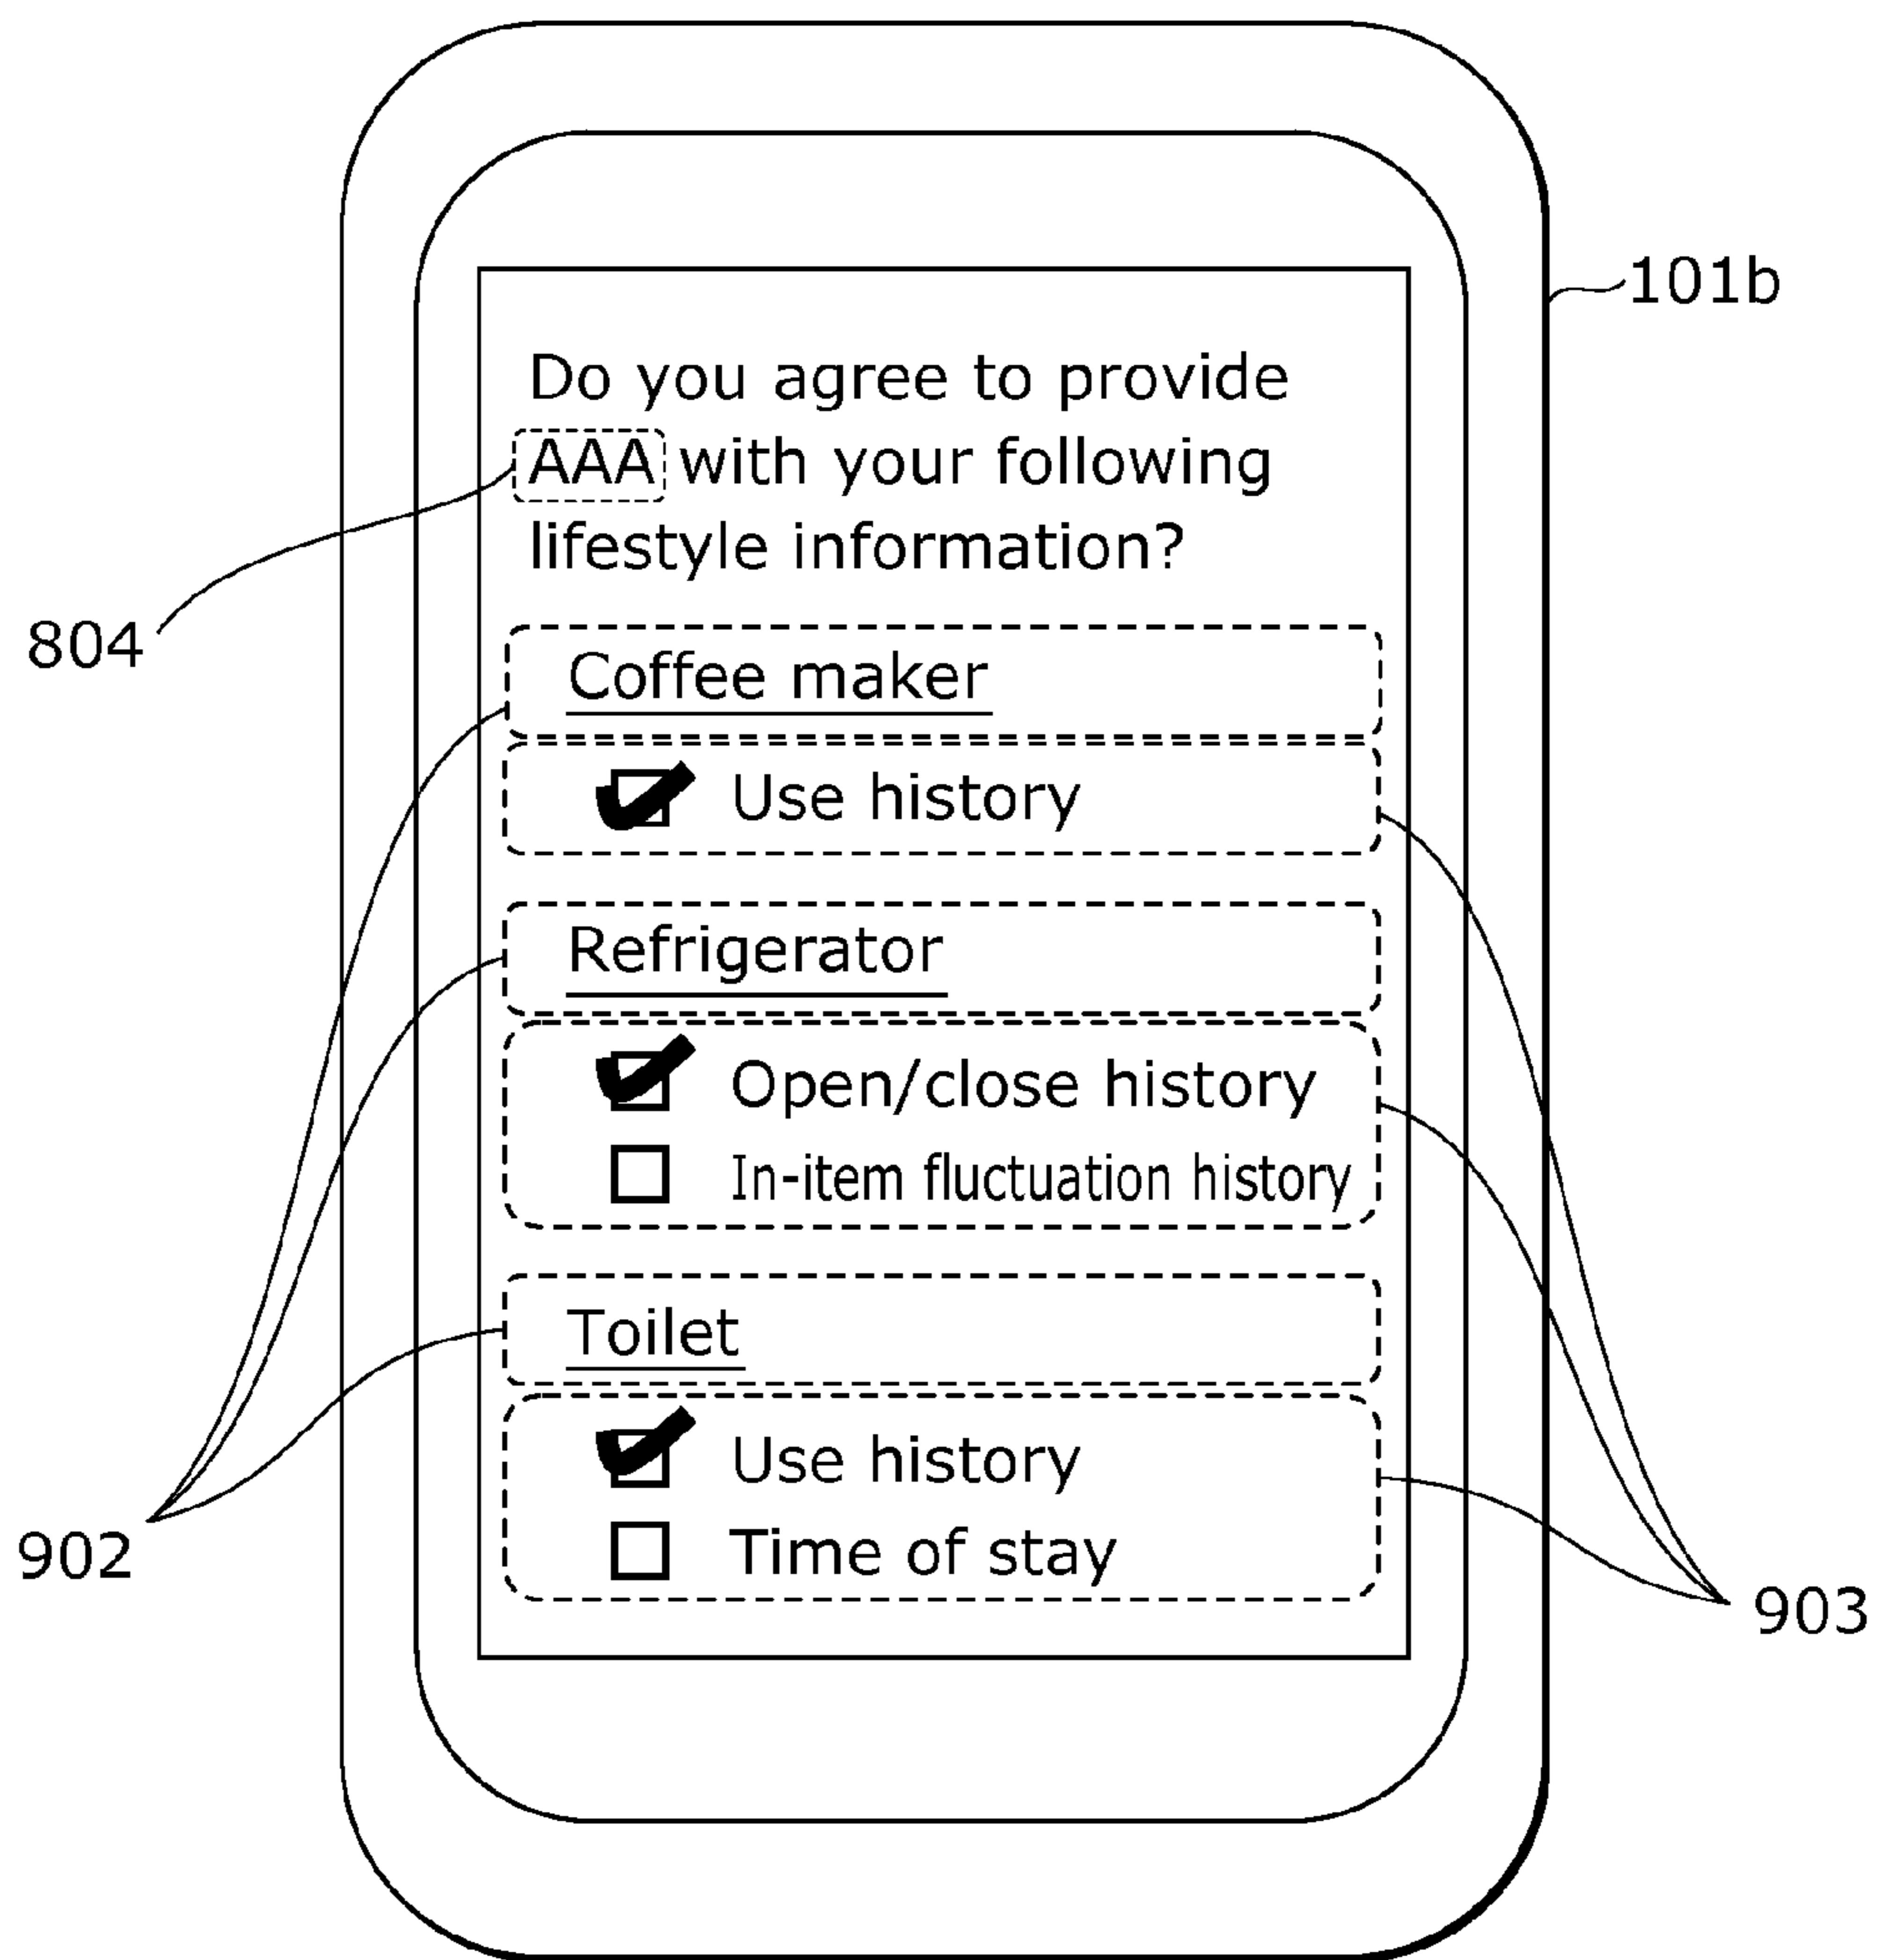 101b
Do you agree to provide
AAA with your following
lifestyle information?
804
Coffee maker
Use history
Refrigerator
Open/close history
In-item fluctuation history
Toilet
Use history
902
Time of stay
903